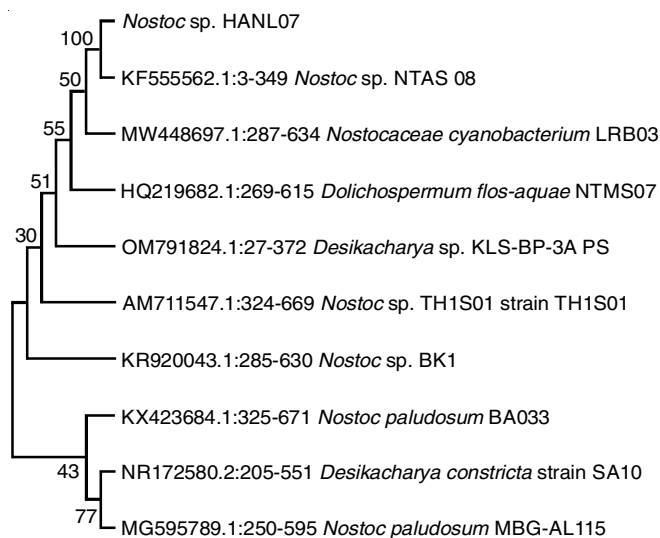 Nostoc sp. HANL07
100
KF555562.1:3-349 Nostoc sp. NTAS 08
50
MW448697.1:287-634 Nostocaceae cyanobacterium LRB03
55
HQ219682.1:269-615 Dolichospermum flos-aquae NTMS07
51
OM791824.1:27-372 Desikacharya sp. KLS-BP-3A PS
30
AM711547.1:324-669 Nostoc sp. TH1S01 strain TH1S01
KR920043.1:285-630 Nostoc sp. BK1
KX423684.1:325-671 Nostoc paludosum BA033
43
NR172580.2:205-551 Desikacharya constricta strain SA10
77
MG595789.1:250-595 Nostoc paludosum MBG-AL115